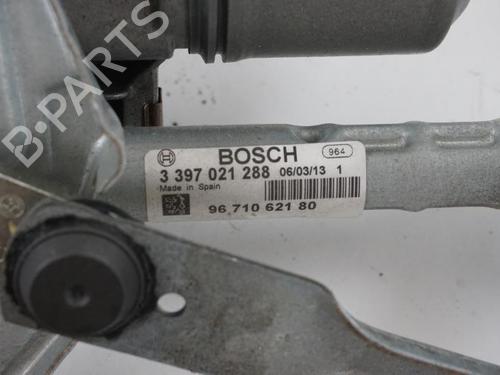 B-PARTS
BOSCH 964
3 397 021 288 06/03/13 1
Made in Spain
96 710 621 80